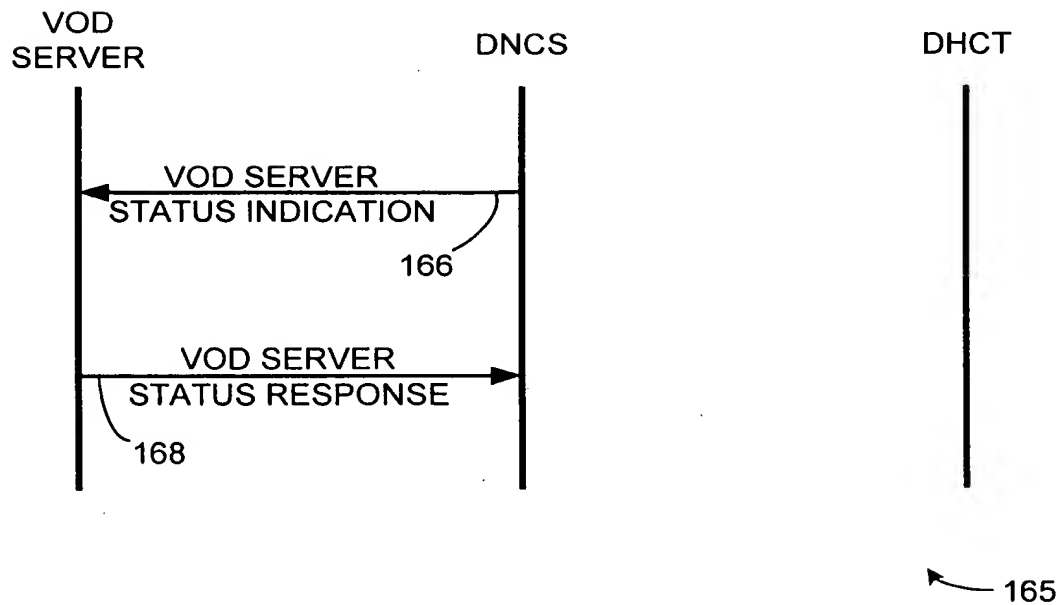 VOD
SERVER
DNCS
DHCT
VOD SERVER
STATUS INDICATION
166
VOD SERVER
STATUS RESPONSE
168
165